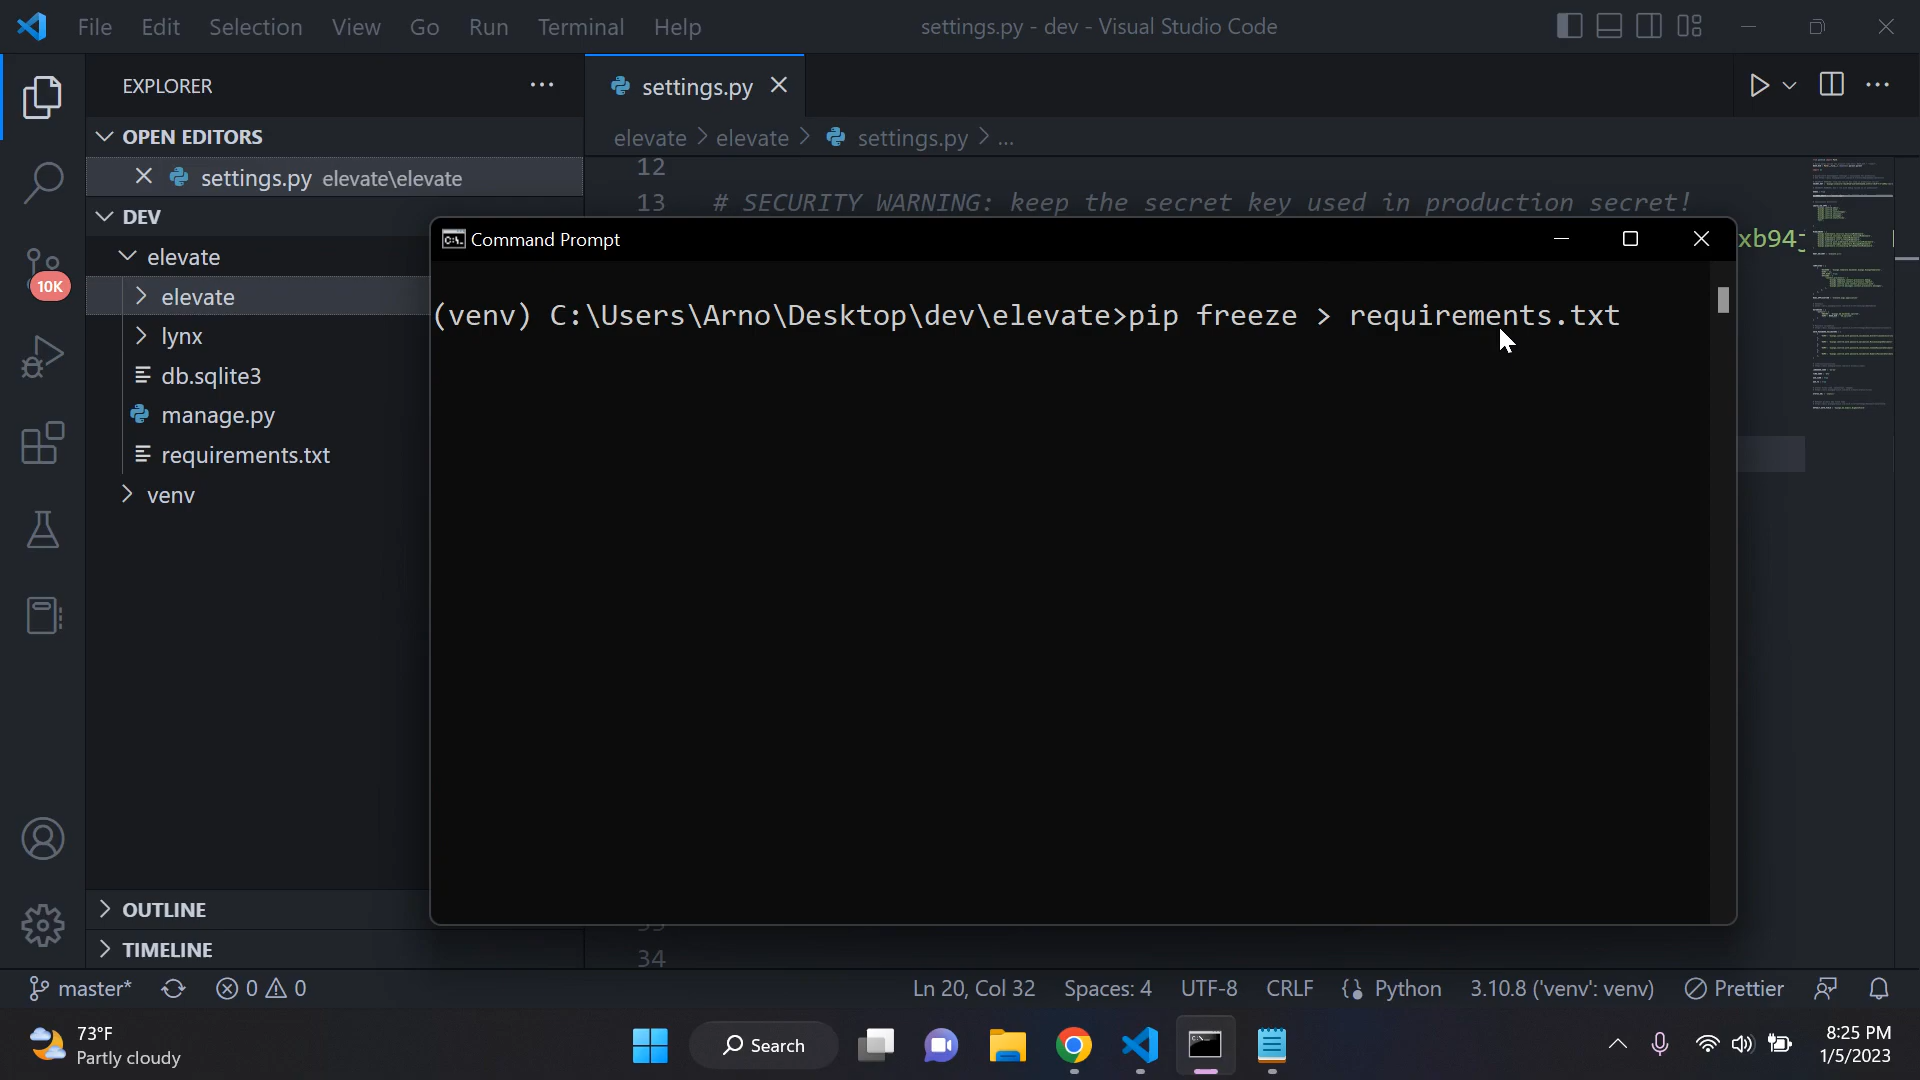 File Edit Selection View Go Run Terminal Help
settings.py - dev - Visual Studio Code
EXPLORER
OPEN EDITORS
settings.py elevate\elevate
DEV
elevate
elevate
lynx
db.sqlite3
manage.py
requirements.txt
venv
OUTLINE
TIMELINE
10K
settings.py
elevate > elevate > settings.py > ...
12
13 # SECURITY WARNING: keep the secret key used in production secret!
xb94
Command Prompt
(venv) C:\Users\Arno\Desktop\dev\elevate>pip freeze > requirements.txt
34
master* 0 0
Ln 20, Col 32 Spaces: 4 UTF-8 CRLF Python 3.10.8 ('venv': venv) Prettier
73°F
Partly cloudy
Search
8:25 PM
1/5/2023